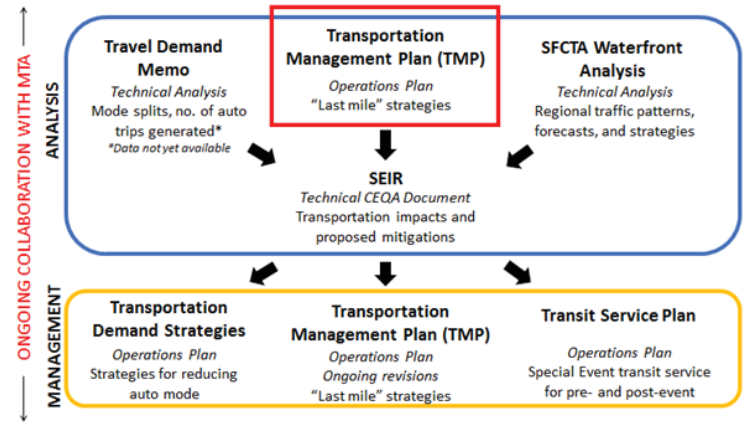 ONGOING COLLABORATION WITH MTA
ANALYSIS
Travel Demand
Memo
Technical Analysis
Mode splits, no. of auto
trips generated*
*Data not yet available
Transportation
Management Plan (TMP)
Operations Plan
“Last mile” strategies
SFCTA Waterfront
Analysis
Technical Analysis
Regional traffic patterns,
forecasts, and strategies
SEIR
Technical CEQA Document
Transportation impacts and
proposed mitigations
MANAGEMENT
Transportation
Demand Strategies
Operations Plan
Strategies for reducing
auto mode
Transportation
Management Plan (TMP)
Operations Plan
Ongoing revisions
“Last mile” strategies
Transit Service Plan
Operations Plan
Special Event transit service
for pre- and post-event